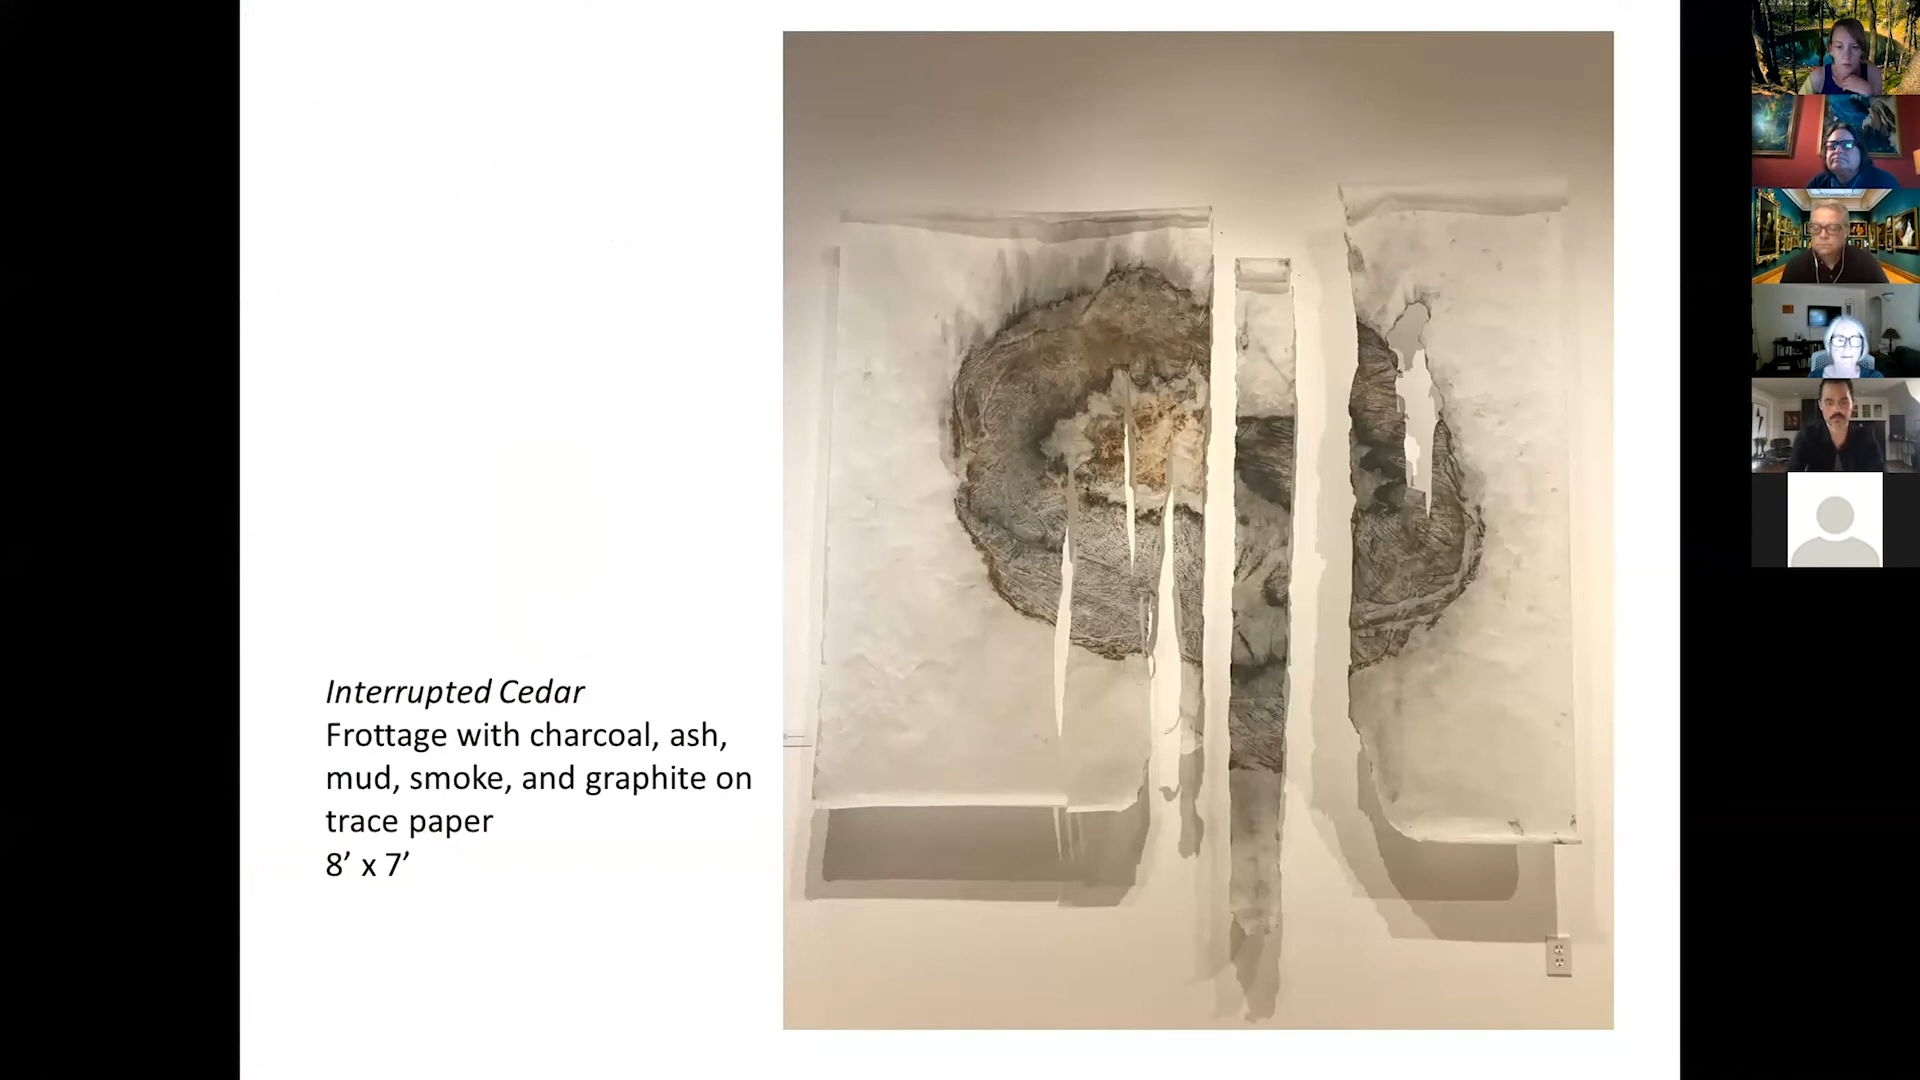 Interrupted Cedar
Frottage with charcoal, ash,
mud, smoke, and graphite on
trace paper
8’ x 7’